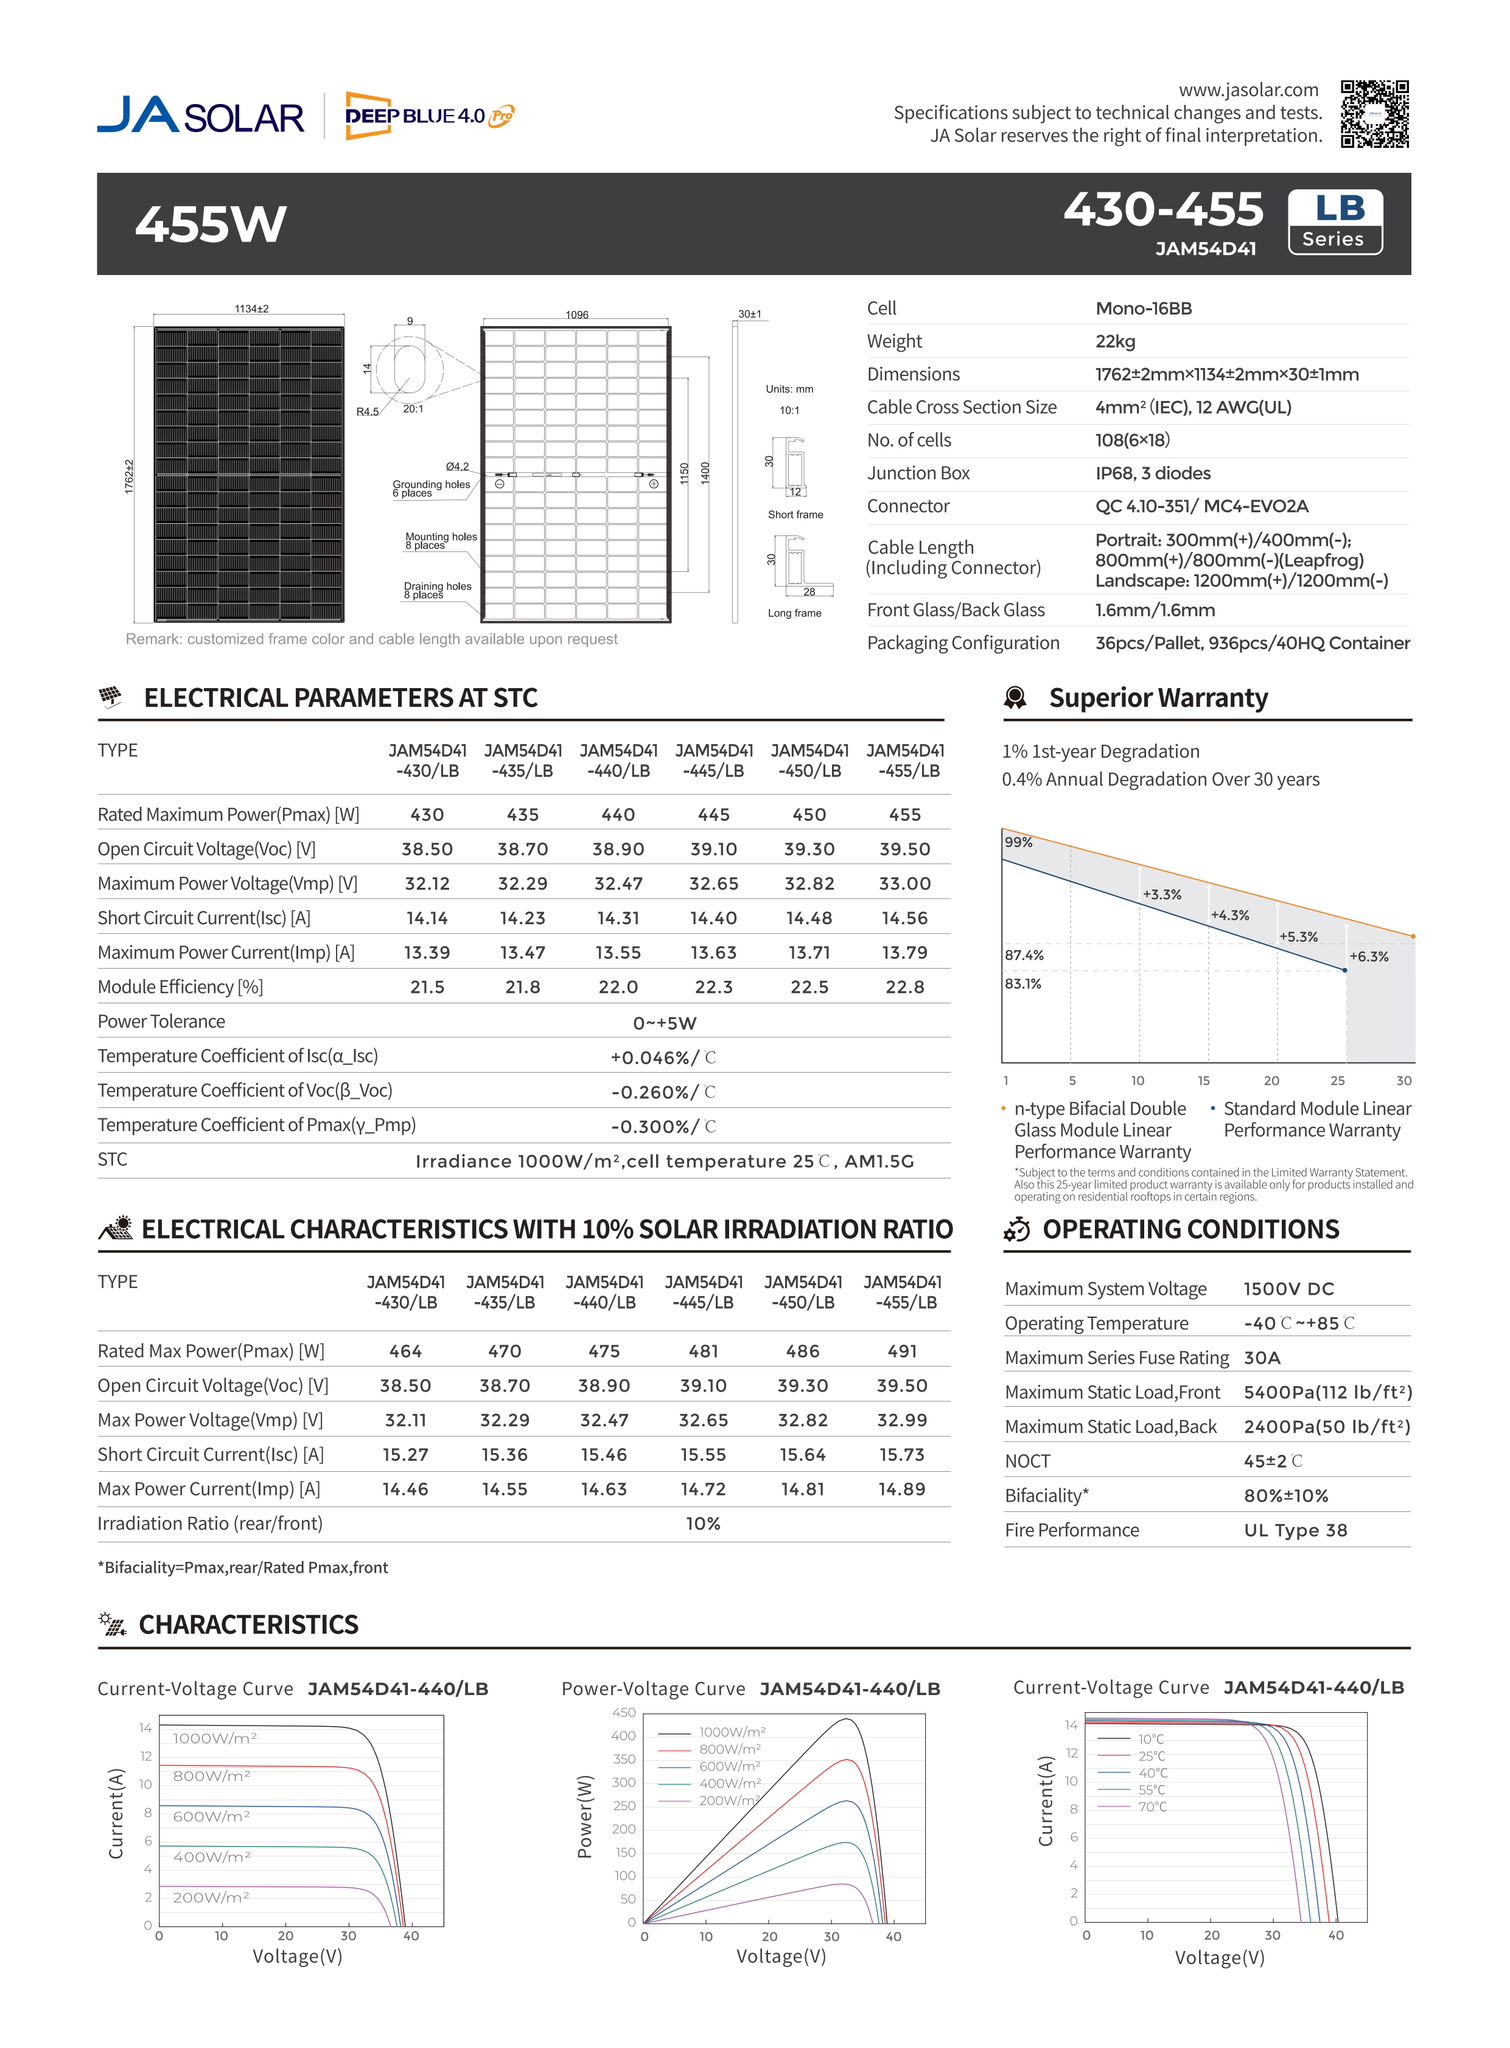 JA SOLAR
DEEP BLUE 4.0 Pro
www.jasolar.com
Specifications subject to technical changes and tests.
JA Solar reserves the right of final interpretation.
455W
430-455
JAM54D41
LB
Series
1134±2
1762±2
9
14
R4.5
20:1
1096
Ø4.2
Grounding holes
6 places
Mounting holes
8 places
Draining holes
8 places
1150
1400
30±1
Units: mm
10:1
30
12
Short frame
30
28
Long frame
Remark: customized frame color and cable length available upon request
Cell Mono-16BB
Weight 22kg
Dimensions 1762±2mm×1134±2mm×30±1mm
Cable Cross Section Size 4mm² (IEC), 12 AWG(UL)
No. of cells 108(6×18)
Junction Box IP68, 3 diodes
Connector QC 4.10-351/ MC4-EVO2A
Cable Length
(Including Connector)
Portrait: 300mm(+)/400mm(-);
800mm(+)/800mm(-)(Leapfrog)
Landscape: 1200mm(+)/1200mm(-)
Front Glass/Back Glass 1.6mm/1.6mm
Packaging Configuration 36pcs/Pallet, 936pcs/40HQ Container
ELECTRICAL PARAMETERS AT STC
TYPE JAM54D41 JAM54D41 JAM54D41 JAM54D41 JAM54D41 JAM54D41
-430/LB -435/LB -440/LB -445/LB -450/LB -455/LB
Rated Maximum Power(Pmax) [W] 430 435 440 445 450 455
Open Circuit Voltage(Voc) [V] 38.50 38.70 38.90 39.10 39.30 39.50
Maximum Power Voltage(Vmp) [V] 32.12 32.29 32.47 32.65 32.82 33.00
Short Circuit Current(Isc) [A] 14.14 14.23 14.31 14.40 14.48 14.56
Maximum Power Current(Imp) [A] 13.39 13.47 13.55 13.63 13.71 13.79
Module Efficiency [%] 21.5 21.8 22.0 22.3 22.5 22.8
Power Tolerance 0~+5W
Temperature Coefficient of Isc(α_Isc) +0.046%/℃
Temperature Coefficient of Voc(β_Voc) -0.260%/℃
Temperature Coefficient of Pmax(γ_Pmp) -0.300%/℃
STC Irradiance 1000W/m²,cell temperature 25℃, AM1.5G
Superior Warranty
1% 1st-year Degradation
0.4% Annual Degradation Over 30 years
99%
+3.3%
+4.3%
+5.3%
87.4%
+6.3%
83.1%
1 5 10 15 20 25 30
• n-type Bifacial Double
Glass Module Linear
Performance Warranty
• Standard Module Linear
Performance Warranty
*Subject to the terms and conditions contained in the Limited Warranty Statement.
Also this 25-year limited product warranty is available only for products installed and
operating on residential rooftops in certain regions.
ELECTRICAL CHARACTERISTICS WITH 10% SOLAR IRRADIATION RATIO
TYPE JAM54D41 JAM54D41 JAM54D41 JAM54D41 JAM54D41 JAM54D41
-430/LB -435/LB -440/LB -445/LB -450/LB -455/LB
Rated Max Power(Pmax) [W] 464 470 475 481 486 491
Open Circuit Voltage(Voc) [V] 38.50 38.70 38.90 39.10 39.30 39.50
Max Power Voltage(Vmp) [V] 32.11 32.29 32.47 32.65 32.82 32.99
Short Circuit Current(Isc) [A] 15.27 15.36 15.46 15.55 15.64 15.73
Max Power Current(Imp) [A] 14.46 14.55 14.63 14.72 14.81 14.89
Irradiation Ratio (rear/front) 10%
*Bifaciality=Pmax,rear/Rated Pmax,front
OPERATING CONDITIONS
Maximum System Voltage 1500V DC
Operating Temperature -40℃~+85℃
Maximum Series Fuse Rating 30A
Maximum Static Load,Front 5400Pa(112 lb/ft²)
Maximum Static Load,Back 2400Pa(50 lb/ft²)
NOCT 45±2℃
Bifaciality* 80%±10%
Fire Performance UL Type 38
CHARACTERISTICS
Current-Voltage Curve JAM54D41-440/LB
Current(A)
14
12
10
8
6
4
2
0
1000W/m²
800W/m²
600W/m²
400W/m²
200W/m²
0 10 20 30 40
Voltage(V)
Power-Voltage Curve JAM54D41-440/LB
Power(W)
450
400
350
300
250
200
150
100
50
0
1000W/m²
800W/m²
600W/m²
400W/m²
200W/m²
0 10 20 30 40
Voltage(V)
Current-Voltage Curve JAM54D41-440/LB
Current(A)
14
12
10
8
6
4
2
0
10°C
25°C
40°C
55°C
70°C
0 10 20 30 40
Voltage(V)